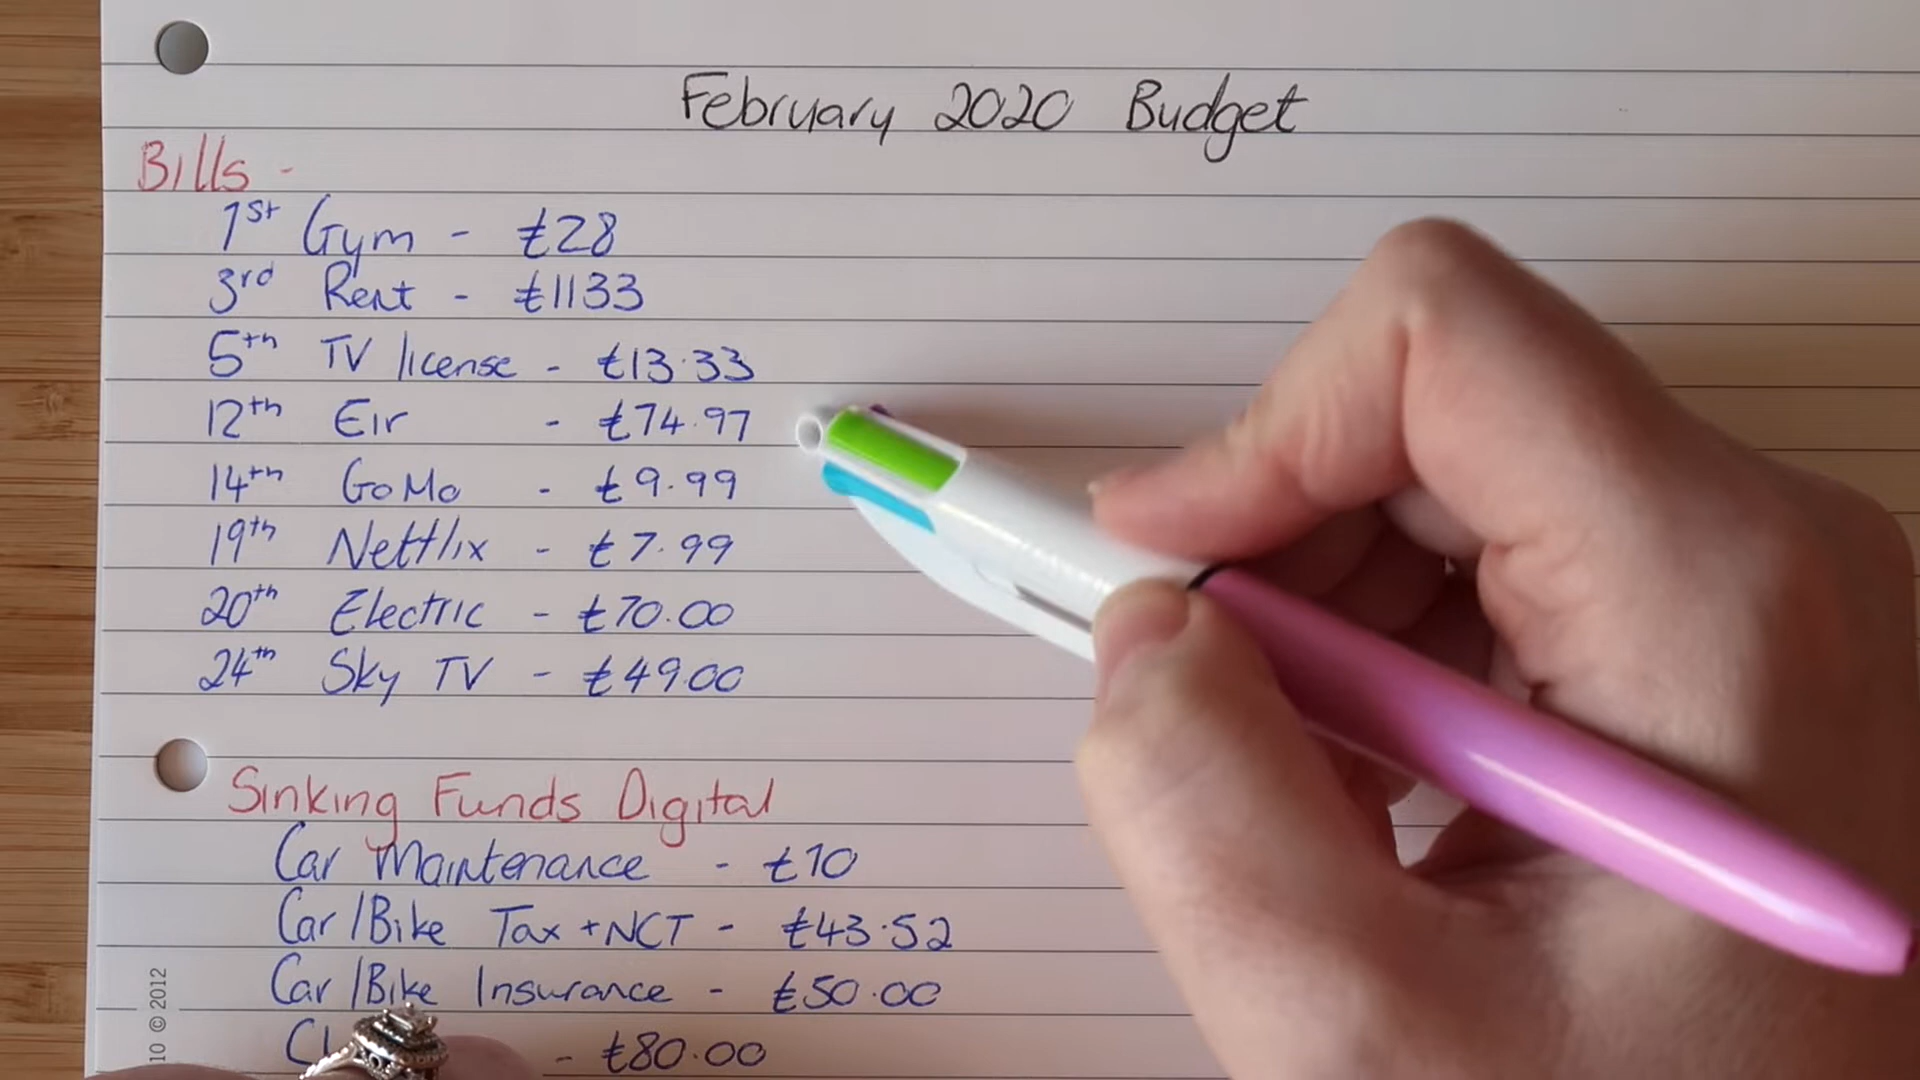 February 2020 Budget
Bills -
1st Gym - £28
3rd Rent - £1133
5th TV license - £13.33
12th Eir - £74.97
14th GoMo - £9.99
19th Netflix - £7.99
20th Electric - £70.00
24th Sky TV - £49.00
Sinking Funds Digital
Car Maintenance - £10
Car/Bike Tax + NCT - £43.52
Car/Bike Insurance - £50.00
- £80.00
10 © 2012